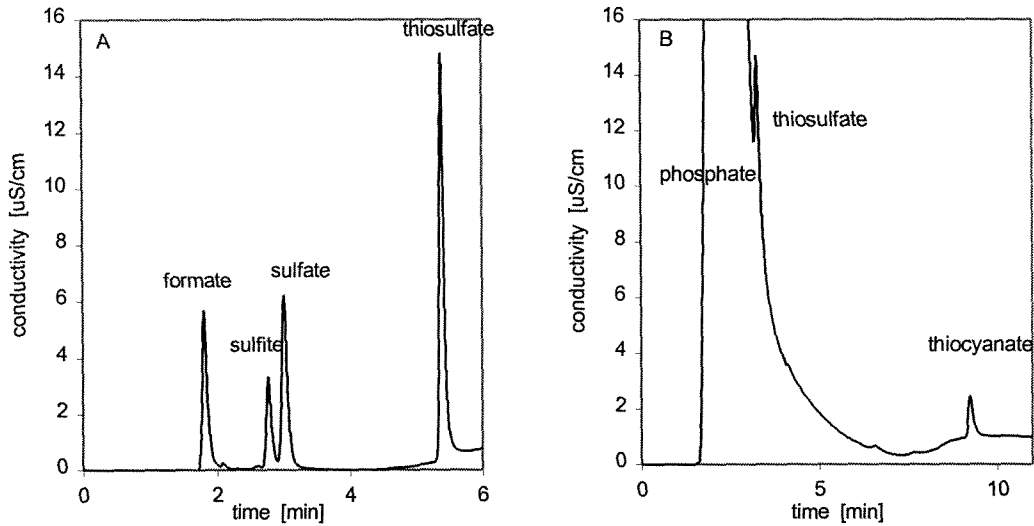 A
thiosulfate
16
14
12
10
8
6
4
2
0
conductivity [uS/cm]
formate
sulfate
sulfite
0 2 4 6
time [min]
B
16
14
12
10
8
6
4
2
0
conductivity [uS/cm]
thiosulfate
phosphate
thiocyanate
0 5 10
time [min]